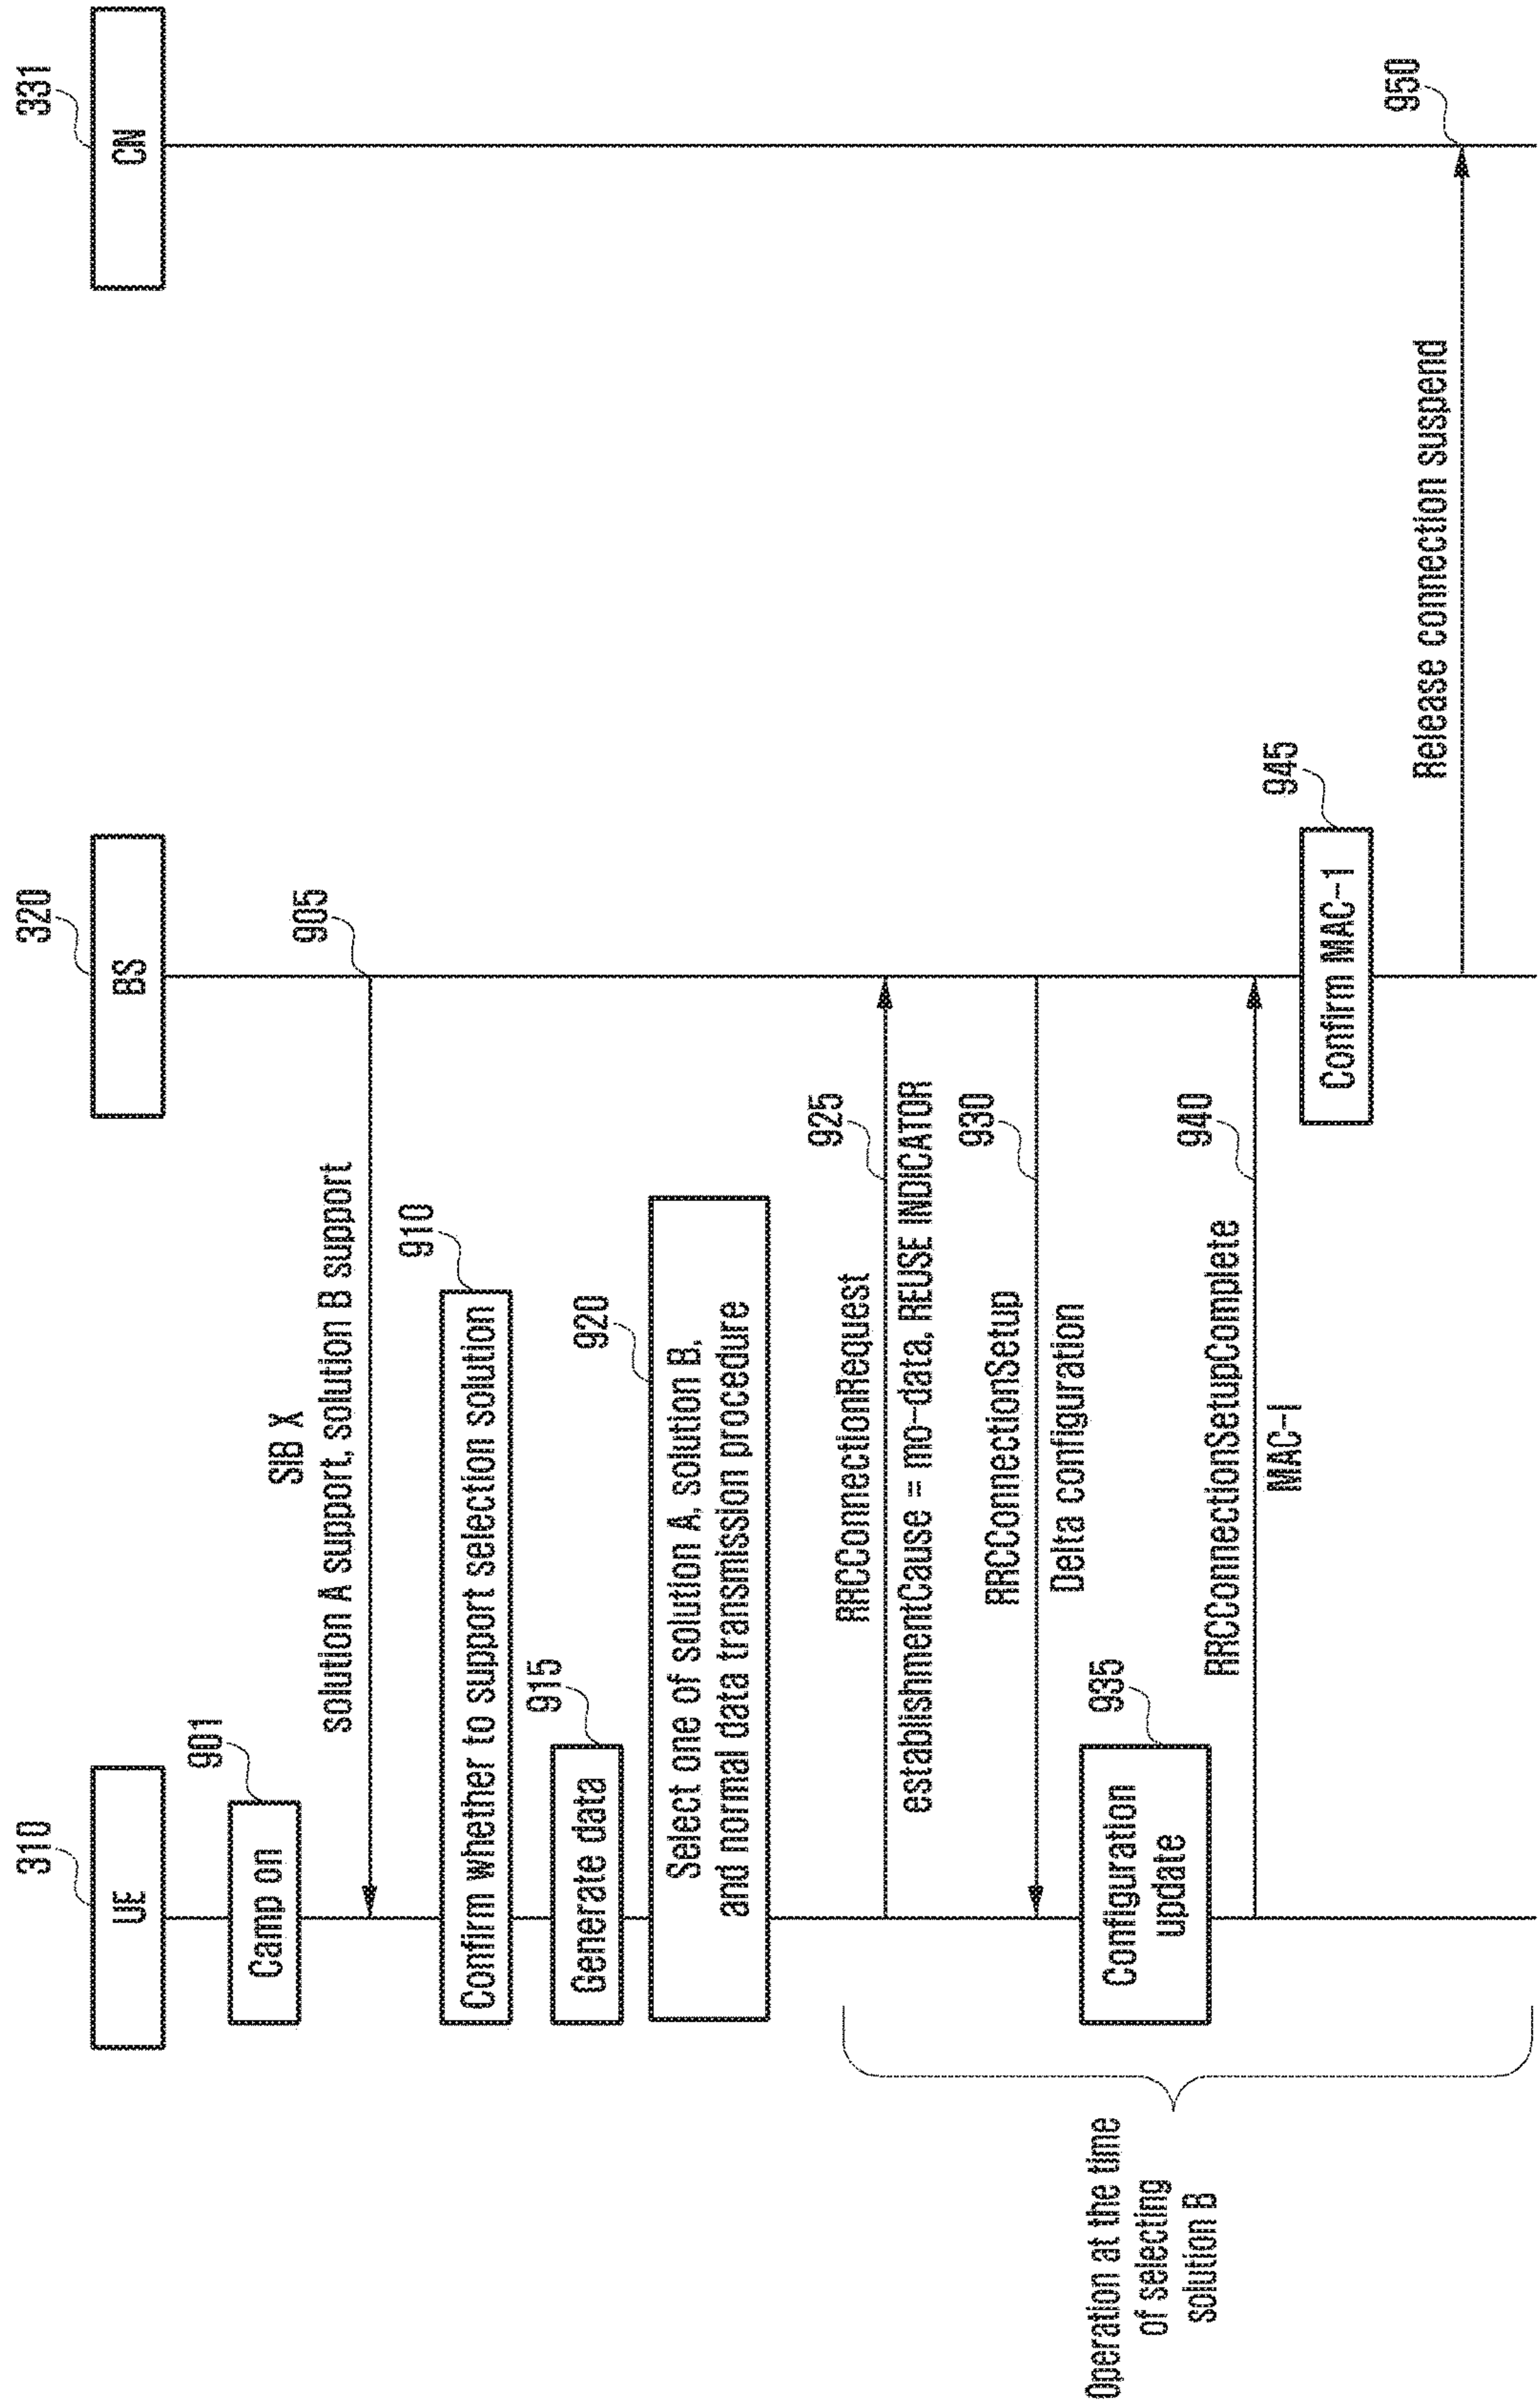 310
UE
320
BS
331
CN
901
Camp on
905
SIB X
solution A support, solution B support
910
Confirm whether to support selection solution
915
Generate data
920
Select one of solution A, solution B,
and normal data transmission procedure
925
RRCConnectionRequest
establishmentCause = mo-data, REUSE INDICATOR
930
RRCConnectionSetup
Delta configuration
935
Configuration
update
940
RRCConnectionSetupComplete
MAC-I
945
Confirm MAC-1
950
Release connection suspend
Operation at the time
of selecting
solution B